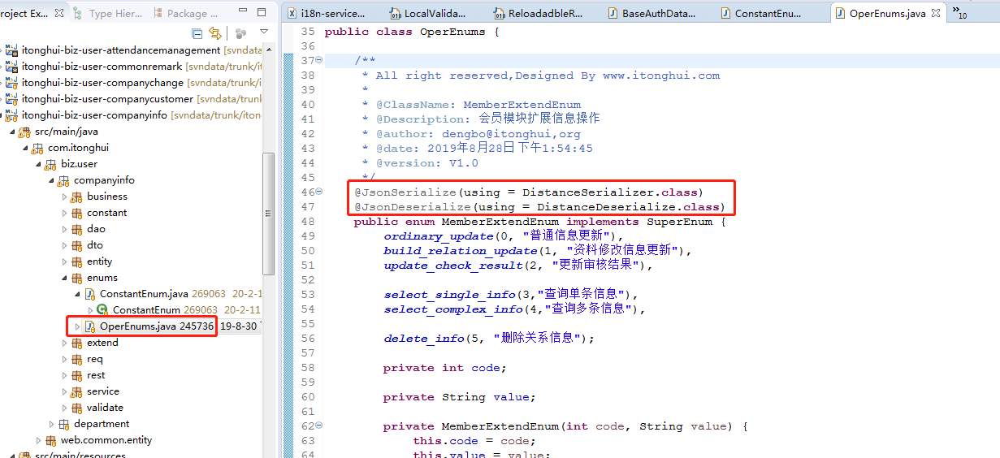 roject Ex...
Type Hier...
Package ...
itonghui-biz-user-attendancemanagement [svndata/
itonghui-biz-user-commonremark [svndata/trunk/it
itonghui-biz-user-companychange [svndata/trunk/i
itonghui-biz-user-companycustomer [svndata/trunk
itonghui-biz-user-companyinfo [svndata/trunk/iton
src/main/java
com.itonghui
biz.user
companyinfo
business
constant
dao
dto
entity
enums
ConstantEnum.java 269063 20-2-1
ConstantEnum 269063 20-2-11
OperEnums.java 245736 19-8-30
extend
req
rest
service
validate
department
web.common.entity
src/main/resources
i18n-service...
LocalValida...
ReloadadbleR...
BaseAuthData...
ConstantEnu...
OperEnums.java
»10
35 public class OperEnums {
36
37 /**
38 * All right reserved,Designed By www.itonghui.com
39 *
40 * @ClassName: MemberExtendEnum
41 * @Description: 会员模块扩展信息操作
42 * @author: dengbo@itonghui,org
43 * @date: 2019年8月28日 下午1:54:45
44 * @version: V1.0
45 */
46 @JsonSerialize(using = DistanceSerializer.class)
47 @JsonDeserialize(using = DistanceDeserialize.class)
48 public enum MemberExtendEnum implements SuperEnum {
49 ordinary_update(0, "普通信息更新"),
50 build_relation_update(1, "资料修改信息更新"),
51 update_check_result(2, "更新审核结果"),
52
53 select_single_info(3,"查询单条信息"),
54 select_complex_info(4,"查询多条信息"),
55
56 delete_info(5, "删除关系信息");
57
58 private int code;
59
60 private String value;
61
62 private MemberExtendEnum(int code, String value) {
63 this.code = code;
64 this.value = value;